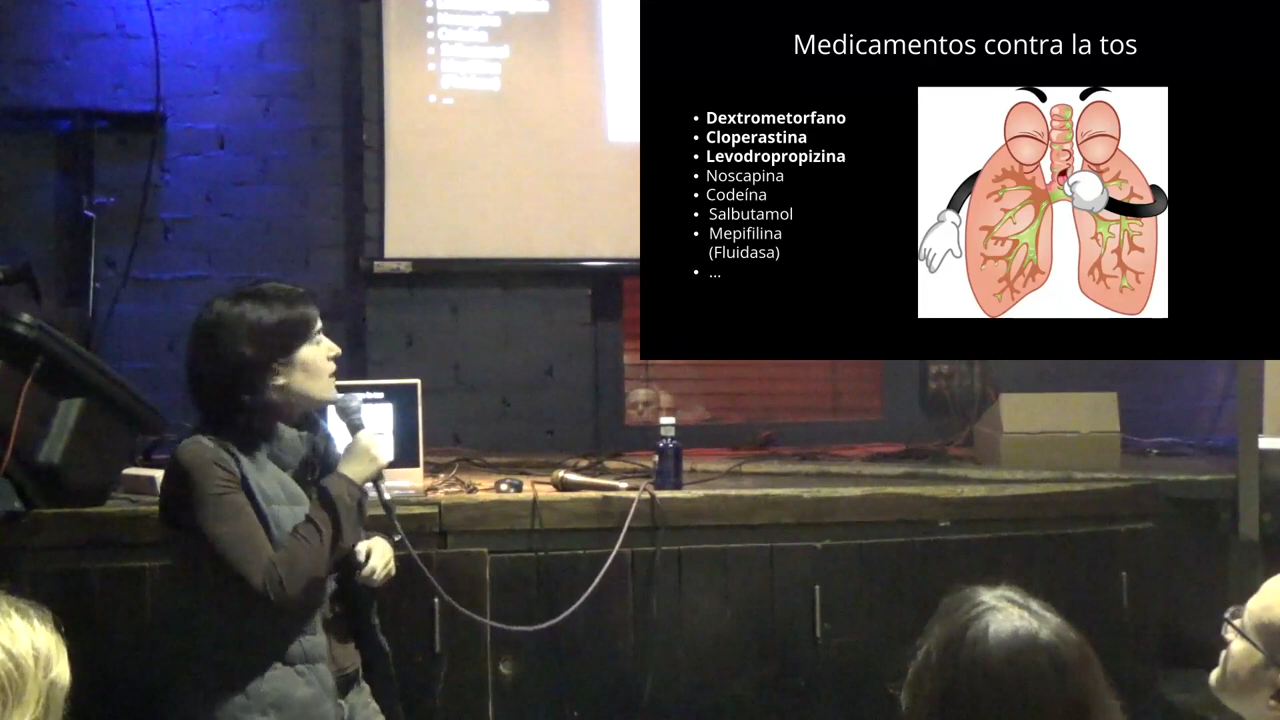 Medicamentos contra la tos
• Dextrometorfano
• Cloperastina
• Levodropropizina
• Noscapina
• Codeína
• Salbutamol
• Mepifilina
(Fluidasa)
• ...